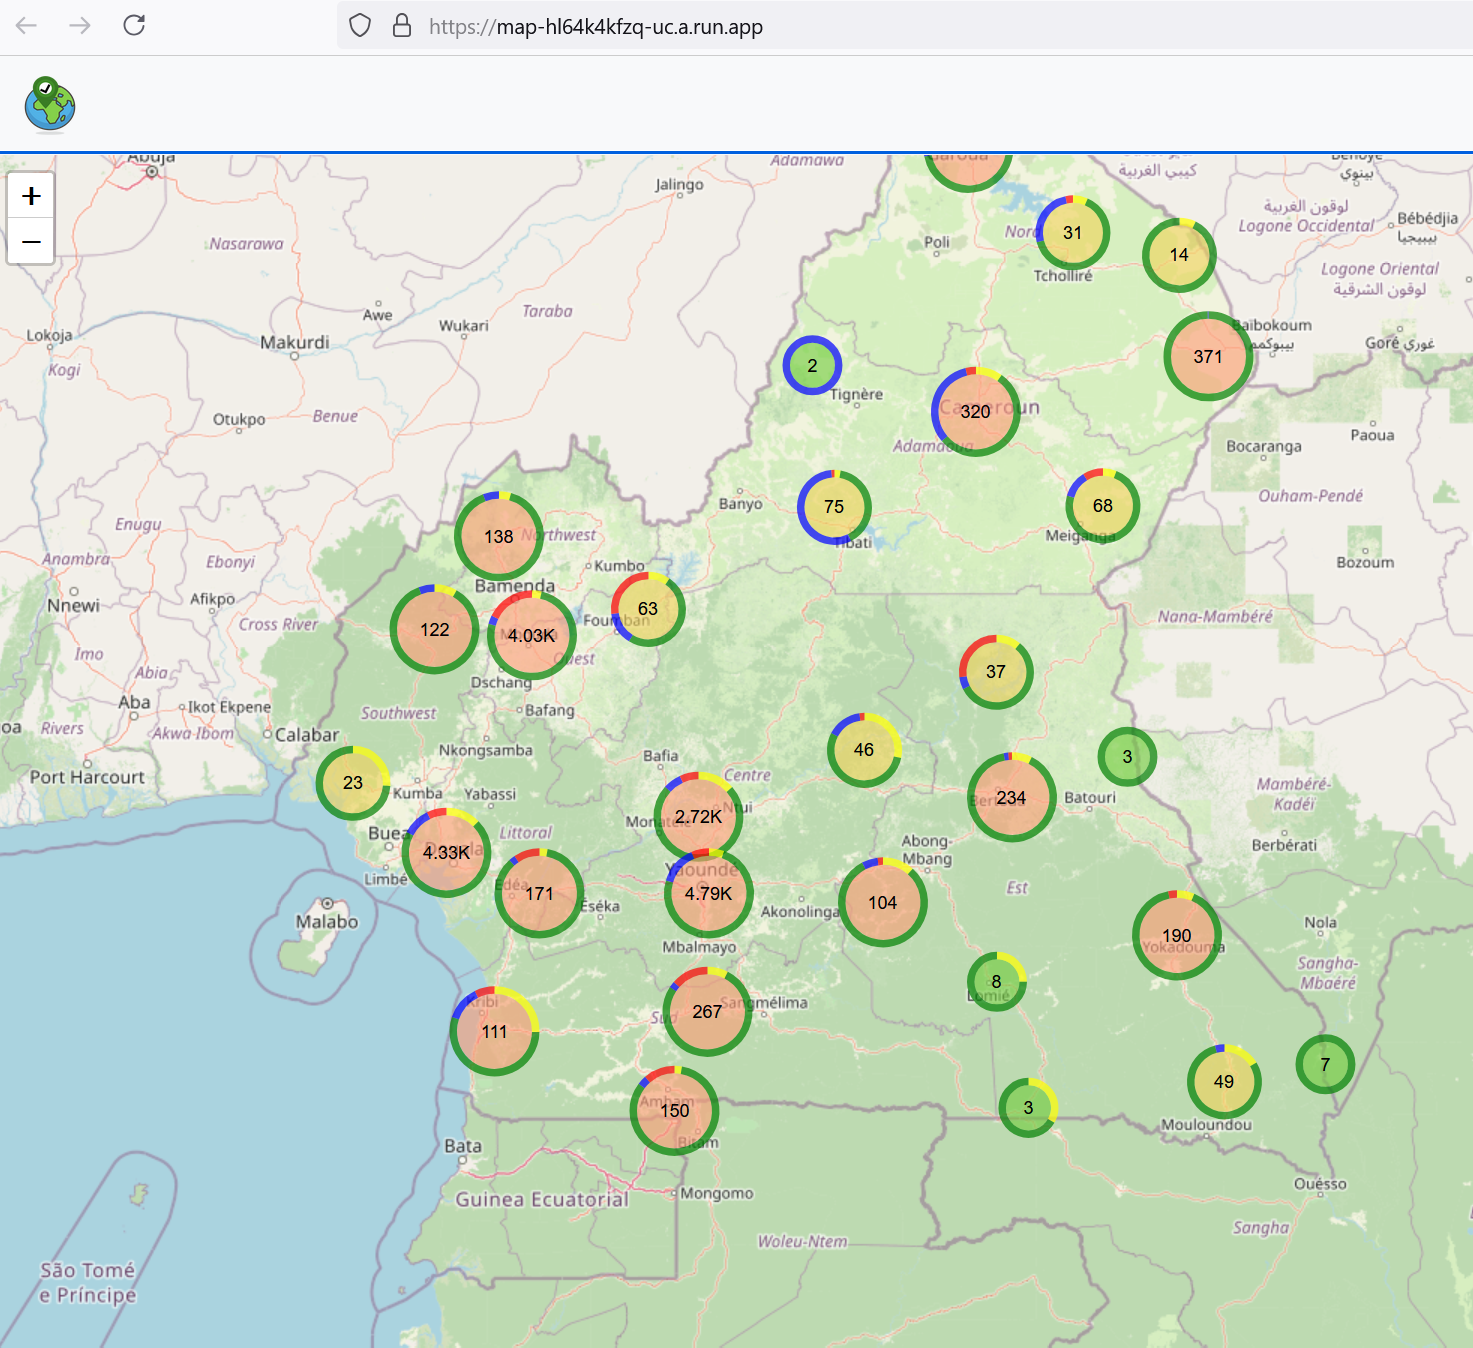 https://map-hl64k4kfzq-uc.a.run.app
+
−
Abuja
Adamawa
Jalingo
Garoua
كيبي الغربية
بينوي
Nasarawa
Nord
31
Poli
Tcholliré
14
لوقون الغربية
Logone Occidental
Bébédjia
بيبيجيا
Logone Oriental
لوقون الشرقية
Awe
Taraba
Wukari
Lokoja
Makurdi
Kogi
2
Tignère
371
Baibokoum
بيبوكمم
Goré غوري
Otukpo
Benue
320
Cameroun
Adamaoua
Bocaranga
Paoua
Banyo
75
Tibati
68
Meiganga
Ouham-Pendé
Enugu
138
Northwest
Anambra
Ebonyi
Kumbo
Bamenda
Bozoum
Nnewi
Afikpo
Cross River
122
4.03K
Foumban
63
Nana-Mambéré
Imo
Abia
Ouest
Dschang
37
Aba
Ikot Ekpene
Southwest
Bafang
oa
Rivers
Akwa Ibom
Calabar
Nkongsamba
Bafia
46
3
Port Harcourt
23
Kumba
Yabassi
Centre
Mambéré-
Kadéi
234
Batouri
2.72K
Ntui
Monatélé
Buea
4.33K
Douala
Littoral
Abong-
Mbang
Berbérati
Limbé
Edéa
171
Yaoundé
4.79K
Éséka
Akonolinga
104
Est
Malabo
Mbalmayo
190
Yokadouma
Nola
Sangha-
Mbaéré
8
Lomié
Kribi
111
267
Sud
Sangmélima
49
7
Ambam
150
3
Mouloundou
Bitam
Bata
Guinea Ecuatorial
Mongomo
Ouésso
Woleu-Ntem
Sangha
São Tomé
e Príncipe